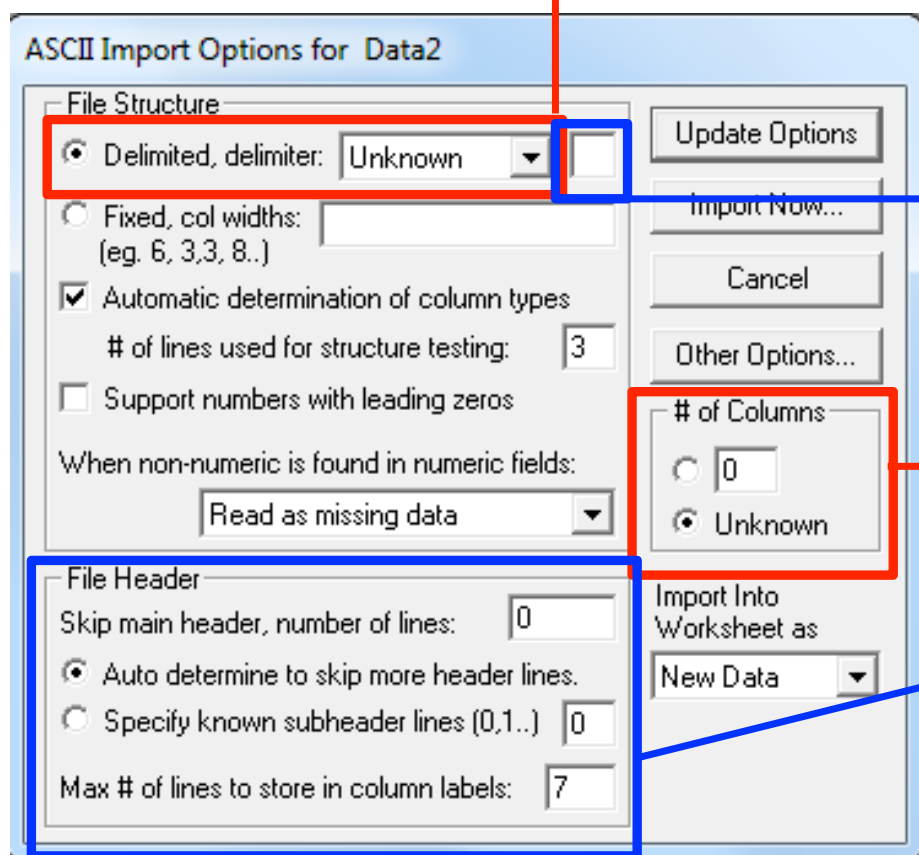 ASCII Import Options for Data2
File Structure
Delimited, delimiter: Unknown
Fixed, col widths:
(eg. 6, 3,3, 8..)
Automatic determination of column types
# of lines used for structure testing: 3
Support numbers with leading zeros
When non-numeric is found in numeric fields:
Read as missing data
File Header
Skip main header, number of lines: 0
Auto determine to skip more header lines.
Specify known subheader lines (0,1..) 0
Max # of lines to store in column labels: 7
Update Options
Import Now...
Cancel
Other Options...
# of Columns
0
Unknown
Import Into
Worksheet as
New Data